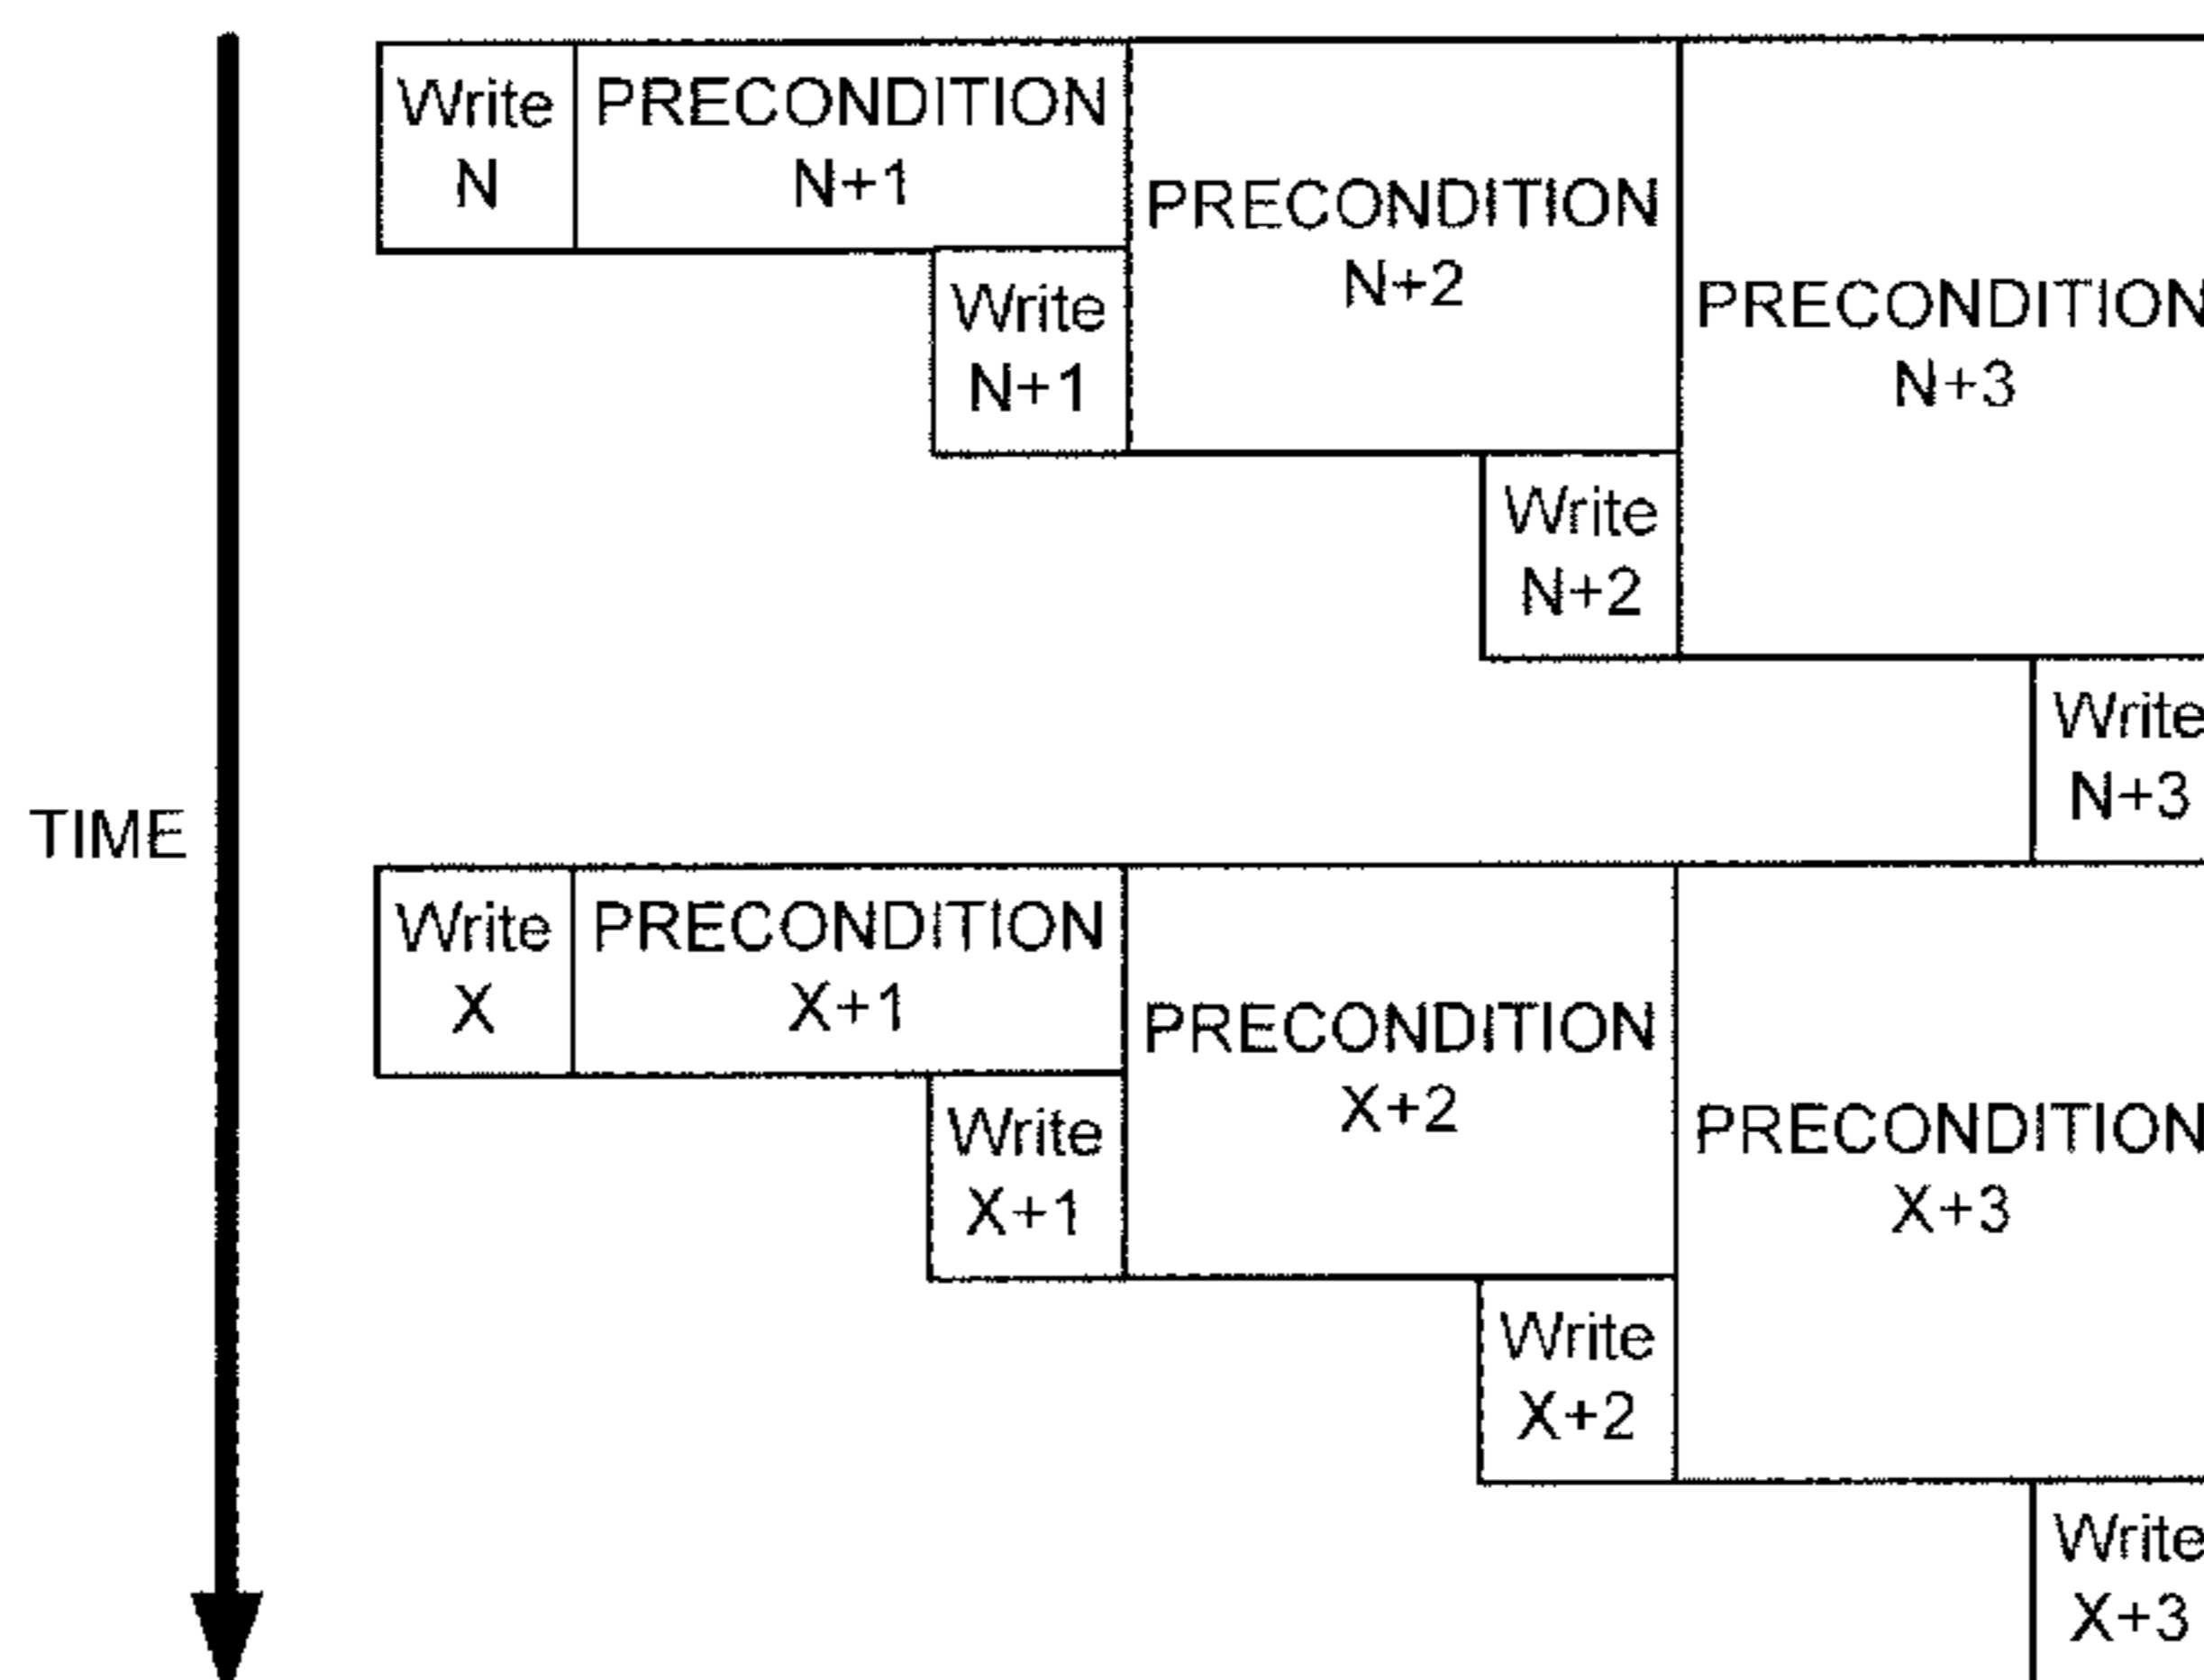 Write
N
PRECONDITION
N+1
PRECONDITION
N+2
PRECONDITION
N+3
Write
N+1
Write
N+2
Write
N+3
TIME
Write
X
PRECONDITION
X+1
PRECONDITION
X+2
PRECONDITION
X+3
Write
X+1
Write
X+2
Write
X+3